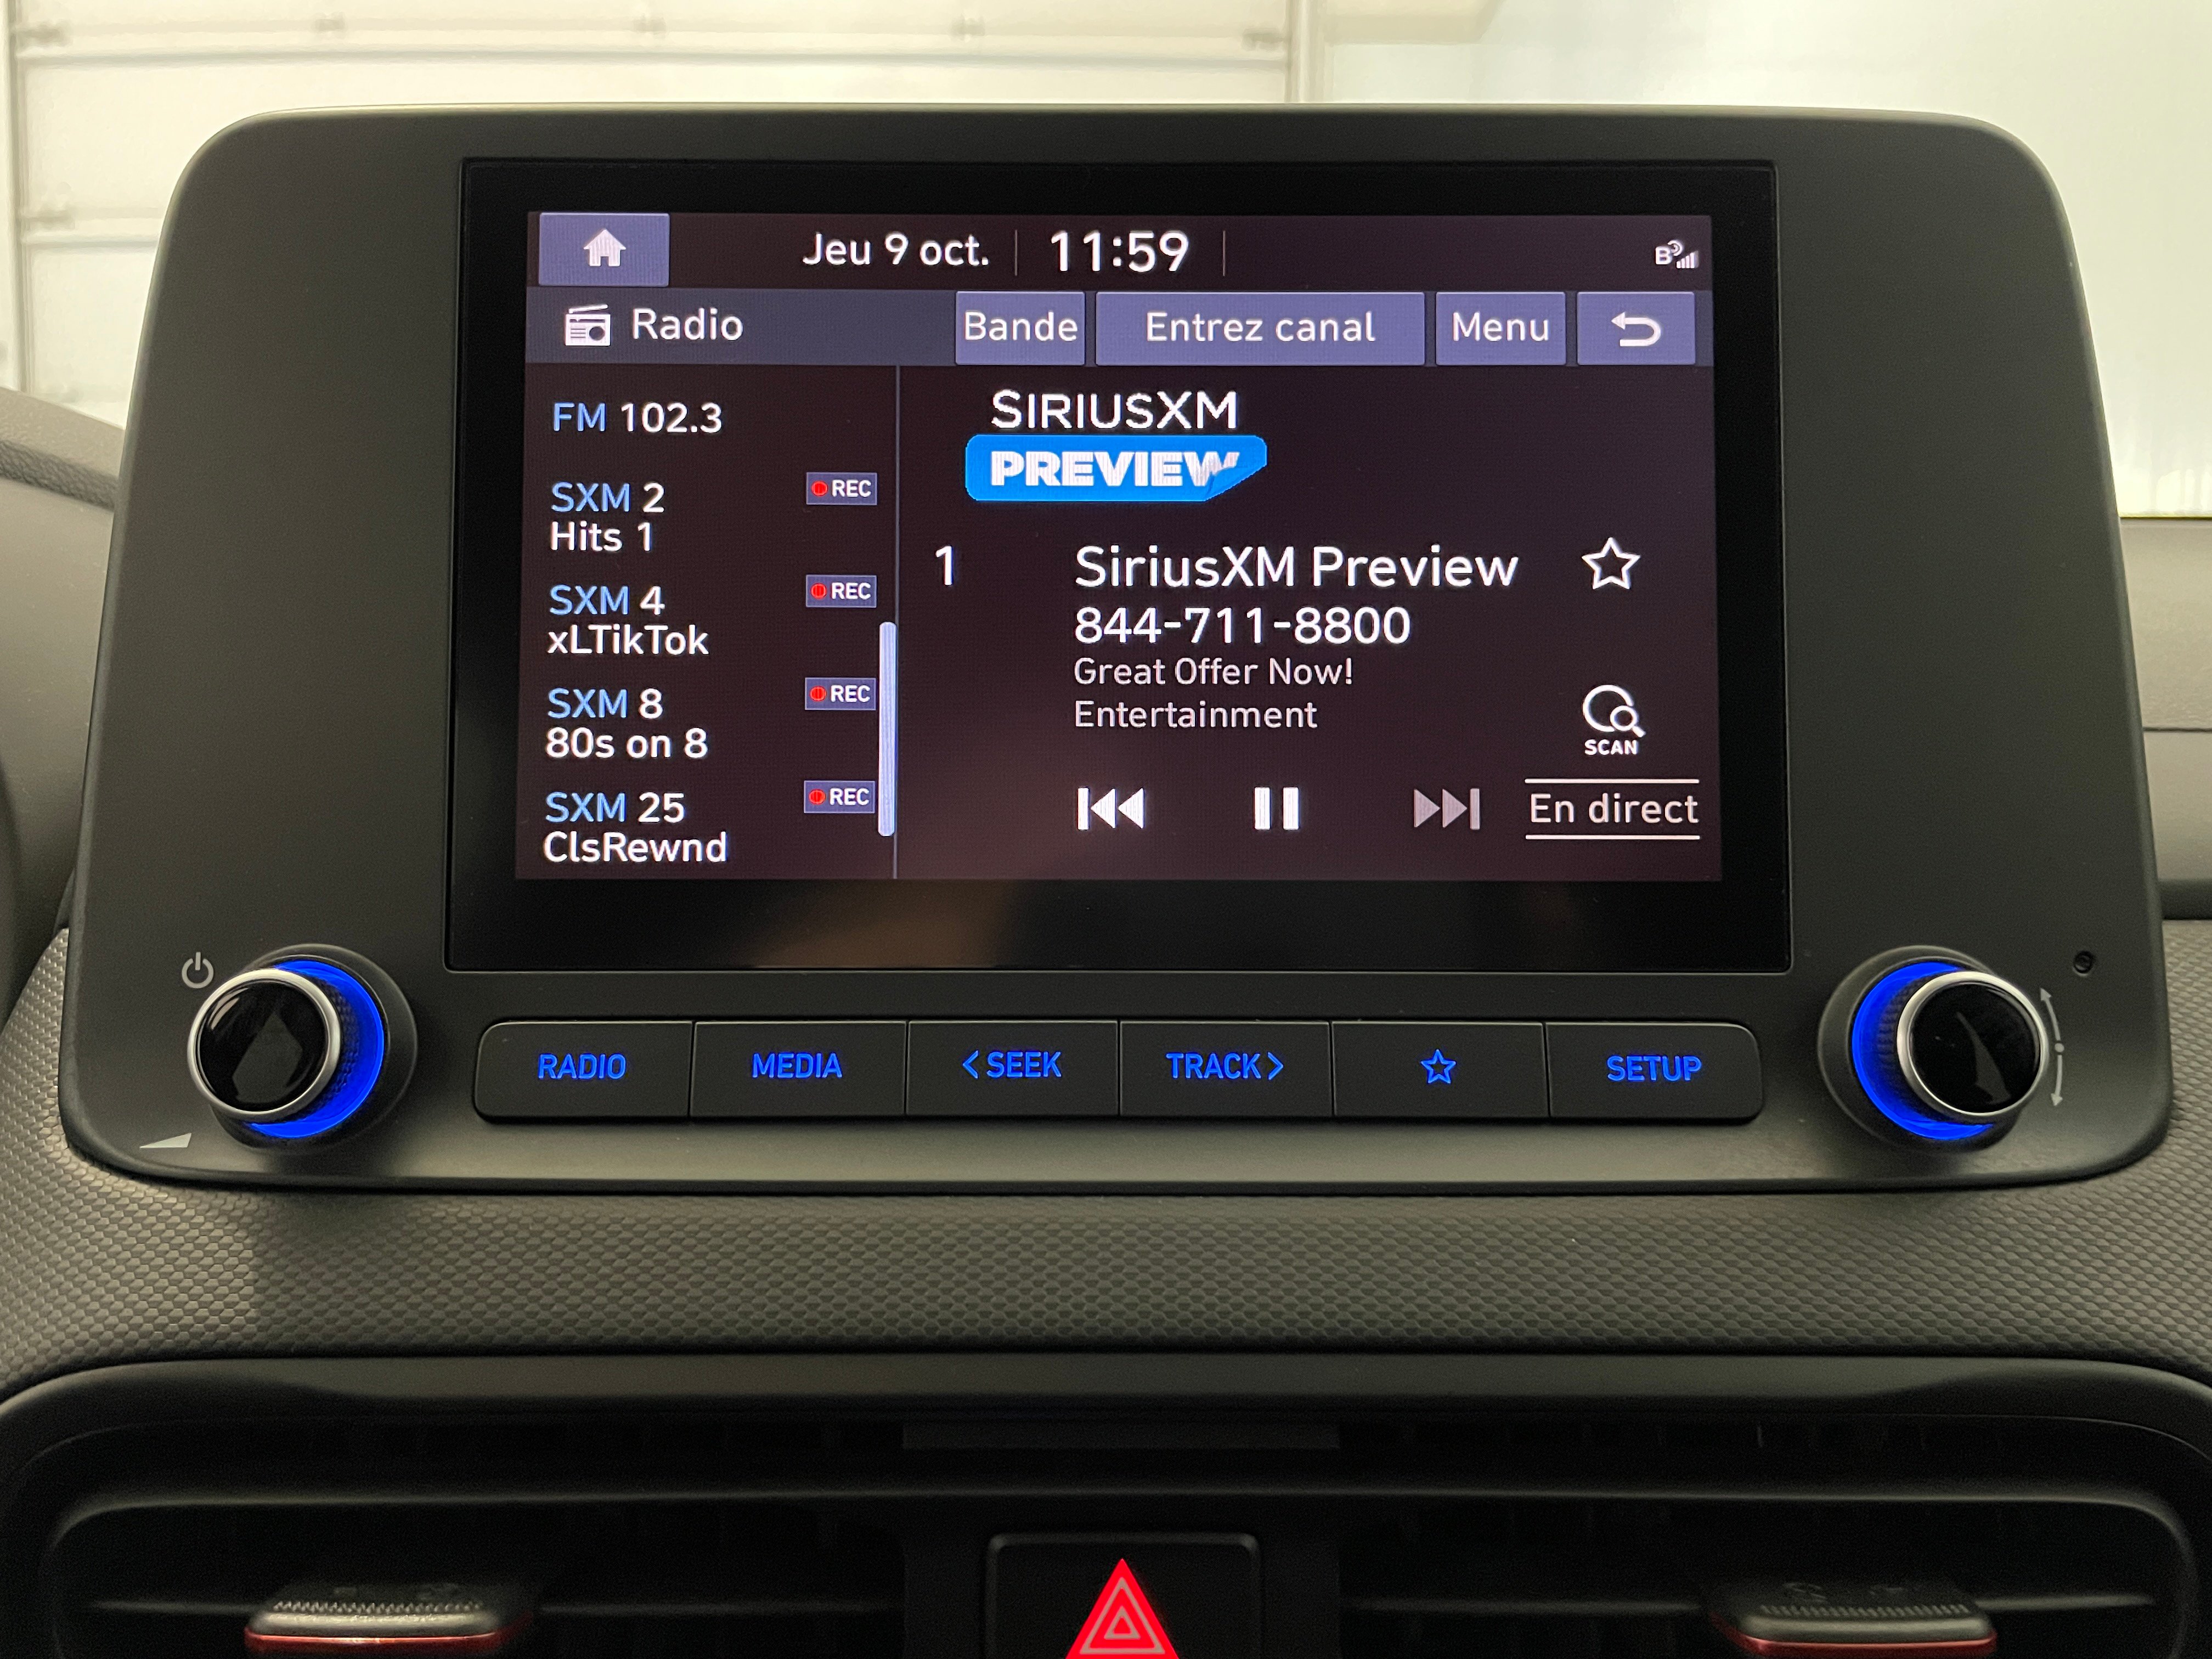 Jeu 9 oct. 11:59
Radio Bande Entrez canal Menu
FM 102.3
SXM 2 REC
Hits 1
SXM 4 REC
xLTikTok
SXM 8 REC
80s on 8
SXM 25 REC
ClsRewnd
SIRIUSXM
PREVIEW
1 SiriusXM Preview
844-711-8800
Great Offer Now!
Entertainment
SCAN
En direct
RADIO MEDIA < SEEK TRACK > SETUP